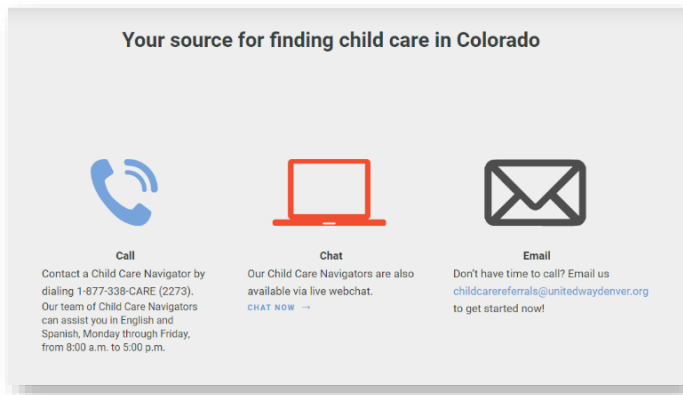 Your source for finding child care in Colorado
Call
Contact a Child Care Navigator by
dialing 1-877-338-CARE (2273).
Our team of Child Care Navigators
can assist you in English and
Spanish, Monday through Friday,
from 8:00 a.m. to 5:00 p.m.
Chat
Our Child Care Navigators are also
available via live webchat.
CHAT NOW →
Email
Don't have time to call? Email us
childcarereferrals@unitedwaydenver.org
to get started now!